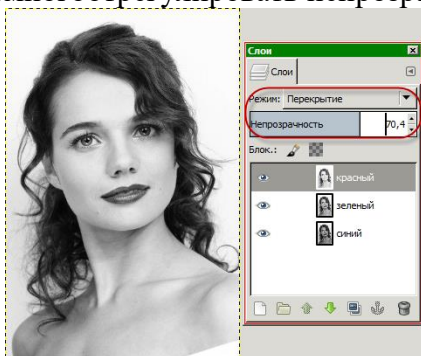 Слои
Слои
Режим: Перекрытие
Непрозрачность 70,4
Блок.:
красный
зеленый
синий